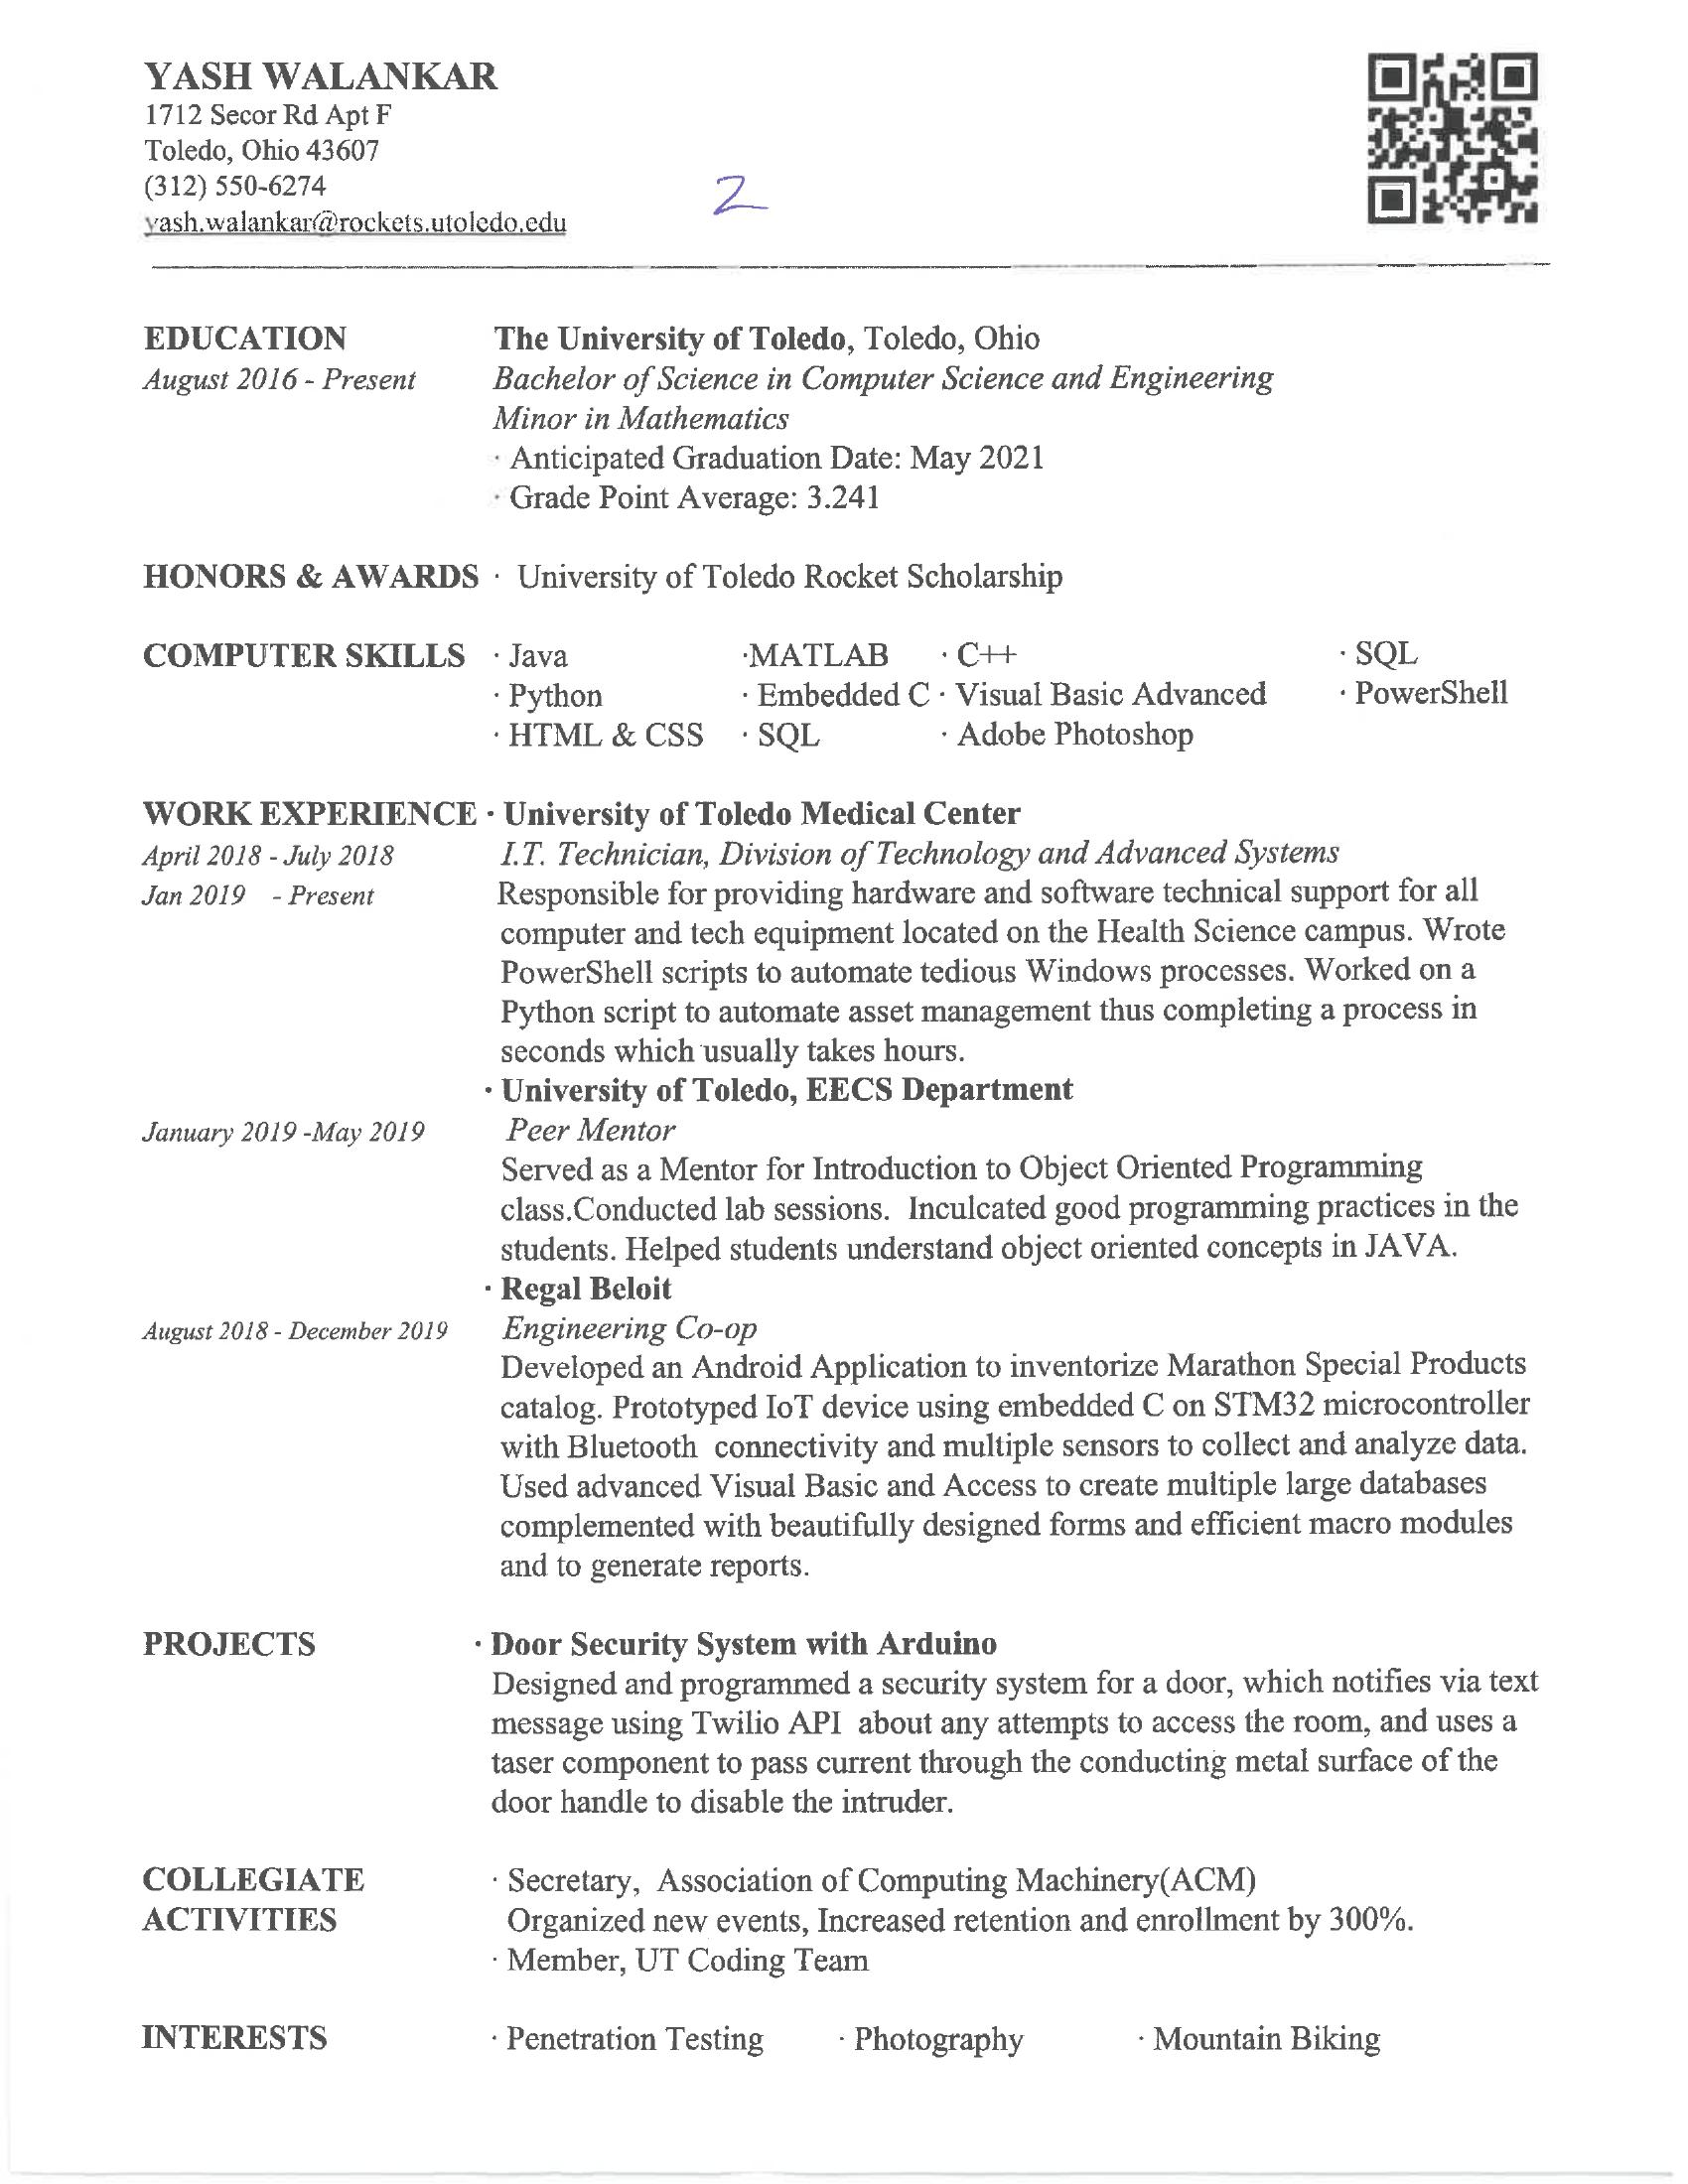 YASH WALANKAR
1712 Secor Rd Apt F
Toledo, Ohio 43607
(312) 550-6274
2
yash.walankar@rockets.utoledo.edu
EDUCATION The University of Toledo, Toledo, Ohio
August 2016 - Present Bachelor of Science in Computer Science and Engineering
Minor in Mathematics
· Anticipated Graduation Date: May 2021
· Grade Point Average: 3.241
HONORS & AWARDS · University of Toledo Rocket Scholarship
COMPUTER SKILLS · Java ·MATLAB · C++ · SQL
· Python · Embedded C · Visual Basic Advanced · PowerShell
· HTML & CSS · SQL · Adobe Photoshop
WORK EXPERIENCE · University of Toledo Medical Center
April 2018 - July 2018 I.T. Technician, Division of Technology and Advanced Systems
Jan 2019 - Present Responsible for providing hardware and software technical support for all
computer and tech equipment located on the Health Science campus. Wrote
PowerShell scripts to automate tedious Windows processes. Worked on a
Python script to automate asset management thus completing a process in
seconds which usually takes hours.
· University of Toledo, EECS Department
January 2019 -May 2019 Peer Mentor
Served as a Mentor for Introduction to Object Oriented Programming
class.Conducted lab sessions. Inculcated good programming practices in the
students. Helped students understand object oriented concepts in JAVA.
· Regal Beloit
August 2018 - December 2019 Engineering Co-op
Developed an Android Application to inventorize Marathon Special Products
catalog. Prototyped IoT device using embedded C on STM32 microcontroller
with Bluetooth connectivity and multiple sensors to collect and analyze data.
Used advanced Visual Basic and Access to create multiple large databases
complemented with beautifully designed forms and efficient macro modules
and to generate reports.
PROJECTS · Door Security System with Arduino
Designed and programmed a security system for a door, which notifies via text
message using Twilio API about any attempts to access the room, and uses a
taser component to pass current through the conducting metal surface of the
door handle to disable the intruder.
COLLEGIATE · Secretary, Association of Computing Machinery(ACM)
ACTIVITIES Organized new events, Increased retention and enrollment by 300%.
· Member, UT Coding Team
INTERESTS · Penetration Testing · Photography · Mountain Biking